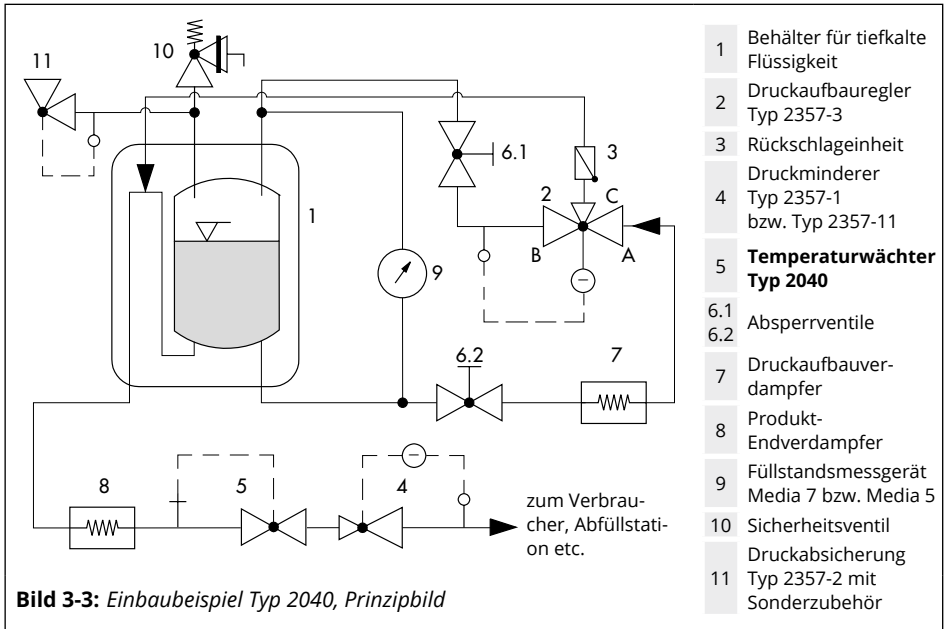 11
10
6.1
3
2
C
B
A
1
9
6.2
7
8
5
4
zum Verbrau-
cher, Abfüllstati-
on etc.
1 Behälter für tiefkalte
Flüssigkeit
2 Druckaufbauregler
Typ 2357-3
3 Rückschlageinheit
4 Druckminderer
Typ 2357-1
bzw. Typ 2357-11
5 Temperaturwächter
Typ 2040
6.1
6.2 Absperrventile
7 Druckaufbauver-
dampfer
8 Produkt-
Endverdampfer
9 Füllstandsmessgerät
Media 7 bzw. Media 5
10 Sicherheitsventil
11 Druckabsicherung
Typ 2357-2 mit
Sonderzubehör
Bild 3-3: Einbaubeispiel Typ 2040, Prinzipbild